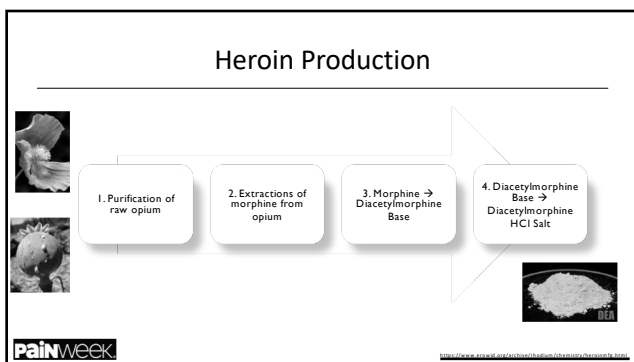 Heroin Production
1. Purification of
raw opium
2. Extractions of
morphine from
opium
3. Morphine →
Diacetylmorphine
Base
4. Diacetylmorphine
Base →
Diacetylmorphine
HCl Salt
DEA
PAINWEEK.
https://www.erowid.org/archive/rhodium/chemistry/heroinmfg.html